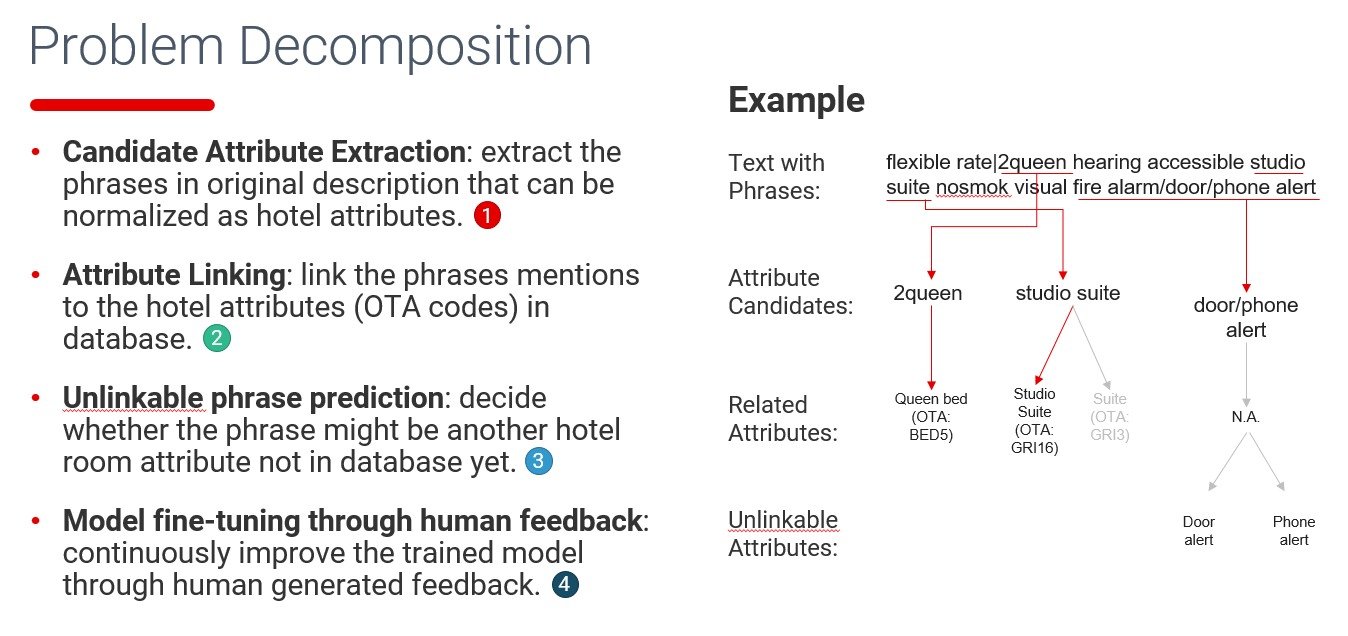 Problem Decomposition
• Candidate Attribute Extraction: extract the
phrases in original description that can be
normalized as hotel attributes. 1
• Attribute Linking: link the phrases mentions
to the hotel attributes (OTA codes) in
database. 2
• Unlinkable phrase prediction: decide
whether the phrase might be another hotel
room attribute not in database yet. 3
• Model fine-tuning through human feedback:
continuously improve the trained model
through human generated feedback. 4
Example
Text with
Phrases:
flexible rate|2queen hearing accessible studio
suite nosmok visual fire alarm/door/phone alert
Attribute
Candidates:
2queen
studio suite
door/phone
alert
Related
Attributes:
Queen bed
(OTA:
BED5)
Studio
Suite
(OTA:
GRI16)
Suite
(OTA:
GRI3)
N.A.
Unlinkable
Attributes:
Door
alert
Phone
alert